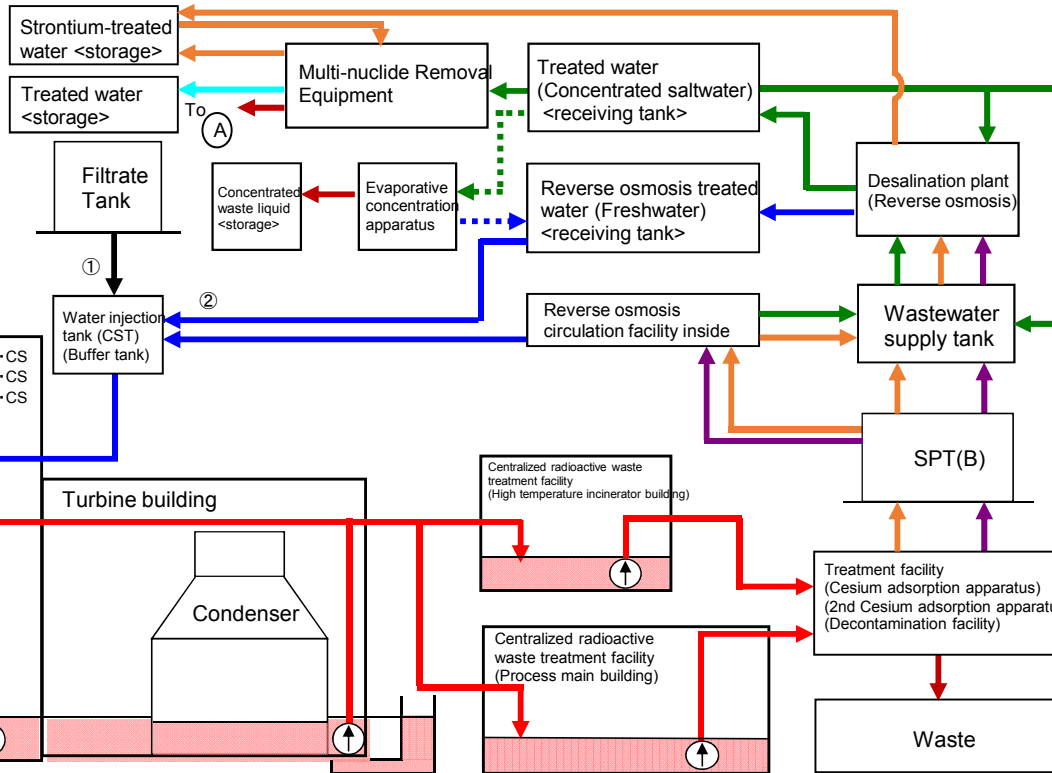 Strontium-treated
water <storage>
Multi-nuclide Removal
Equipment
Treated water
(Concentrated saltwater)
<receiving tank>
Treated water
<storage>
To
A
Filtrate
Tank
Concentrated
waste liquid
<storage>
Evaporative
concentration
apparatus
Reverse osmosis treated
water (Freshwater)
<receiving tank>
Desalination plant
(Reverse osmosis)
①
②
Water injection
tank (CST)
(Buffer tank)
Reverse osmosis
circulation facility inside
Wastewater
supply tank
・CS
・CS
・CS
SPT(B)
Centralized radioactive waste
treatment facility
(High temperature incinerator building)
Turbine building
Condenser
Treatment facility
(Cesium adsorption apparatus)
(2nd Cesium adsorption apparatu
(Decontamination facility)
Centralized radioactive
waste treatment facility
(Process main building)
Waste